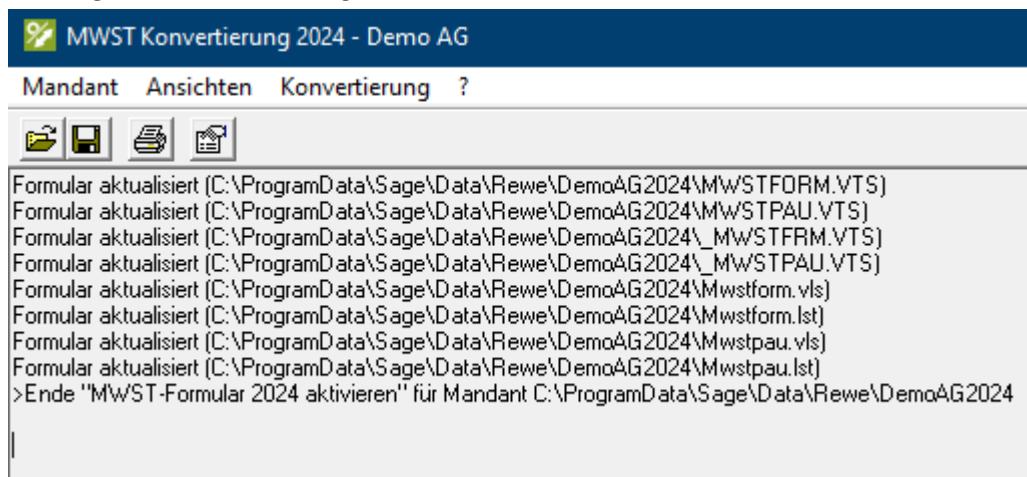 MWST Konvertierung 2024 - Demo AG
Mandant Ansichten Konvertierung ?
Formular aktualisiert (C:\ProgramData\Sage\Data\Rewe\DemoAG2024\MWSTFORM.VTS)
Formular aktualisiert (C:\ProgramData\Sage\Data\Rewe\DemoAG2024\MWSTPAU.VTS)
Formular aktualisiert (C:\ProgramData\Sage\Data\Rewe\DemoAG2024\_MWSTFRM.VTS)
Formular aktualisiert (C:\ProgramData\Sage\Data\Rewe\DemoAG2024\_MWSTPAU.VTS)
Formular aktualisiert (C:\ProgramData\Sage\Data\Rewe\DemoAG2024\Mwstform.vls)
Formular aktualisiert (C:\ProgramData\Sage\Data\Rewe\DemoAG2024\Mwstform.lst)
Formular aktualisiert (C:\ProgramData\Sage\Data\Rewe\DemoAG2024\Mwstpau.vls)
Formular aktualisiert (C:\ProgramData\Sage\Data\Rewe\DemoAG2024\Mwstpau.lst)
>Ende "MWST-Formular 2024 aktivieren" für Mandant C:\ProgramData\Sage\Data\Rewe\DemoAG2024